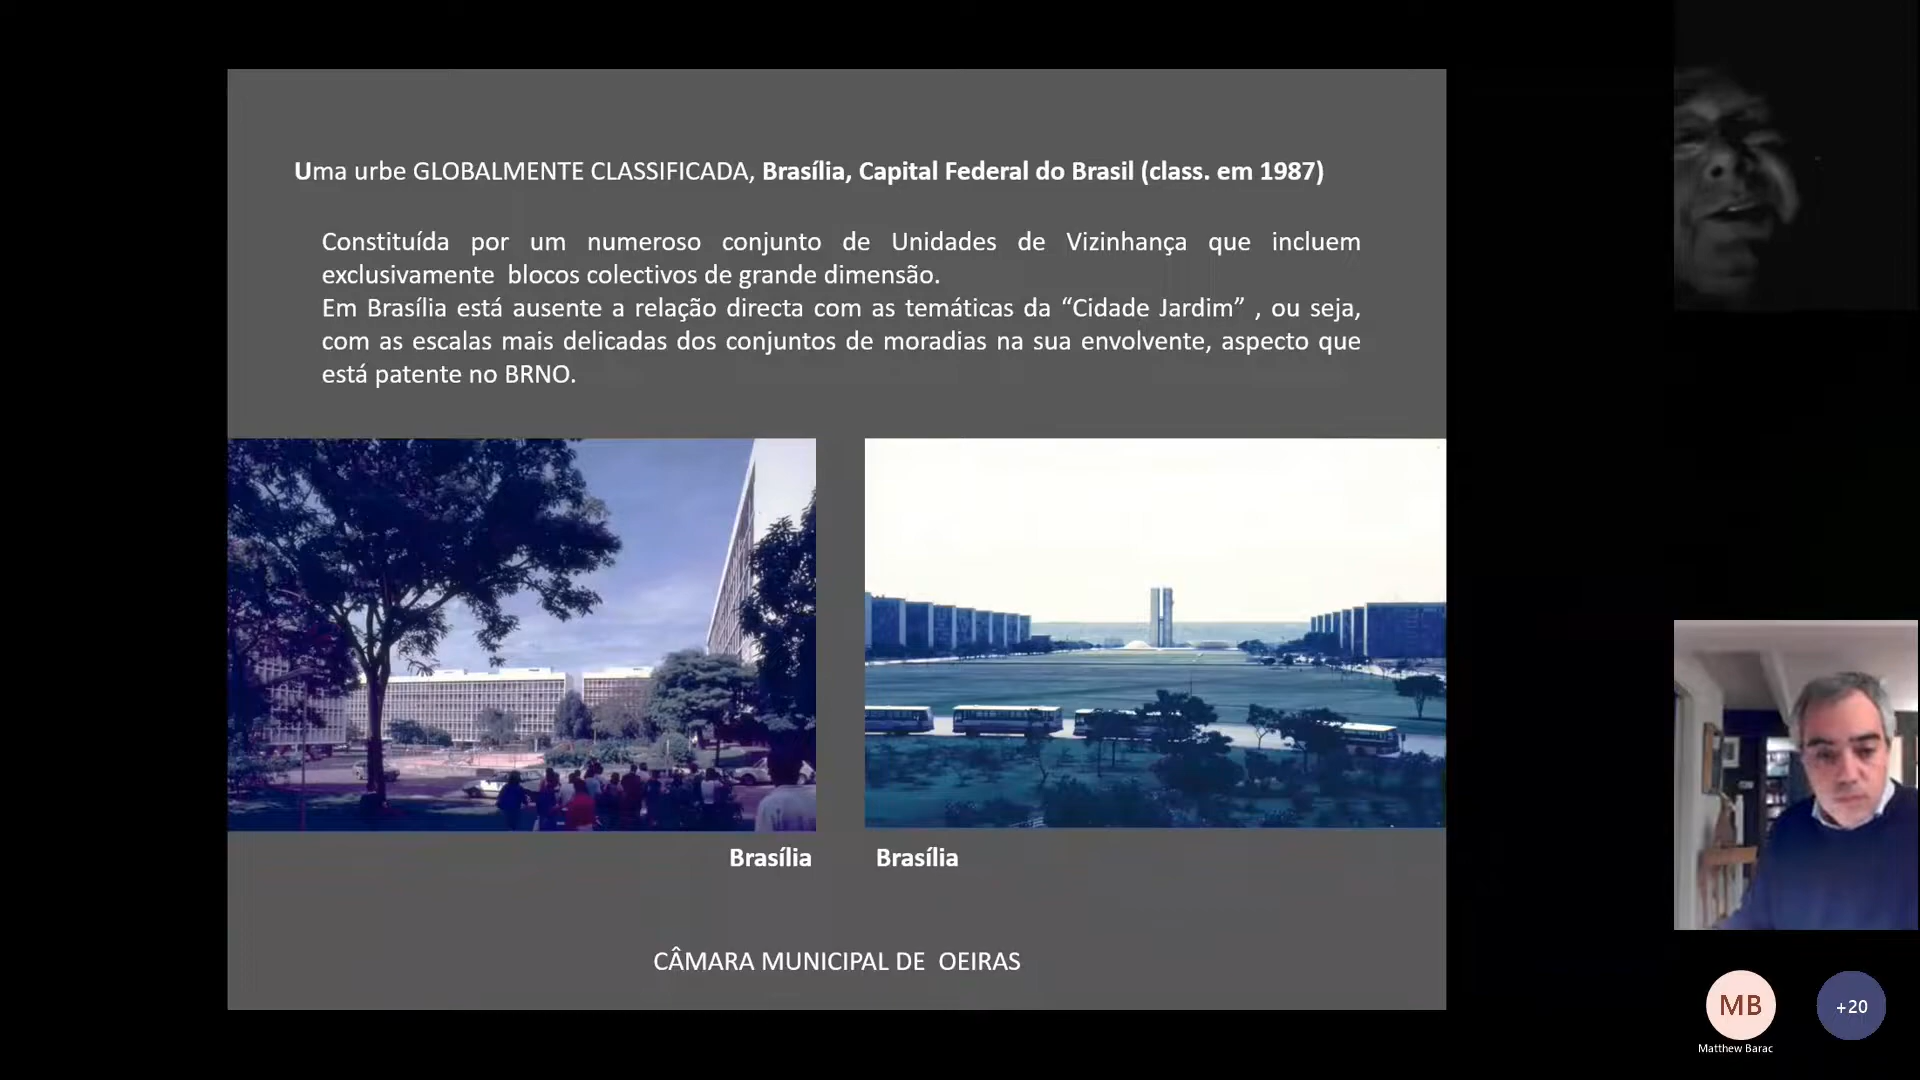 Uma urbe GLOBALMENTE CLASSIFICADA, Brasília, Capital Federal do Brasil (class. em 1987)
Constituída por um numeroso conjunto de Unidades de Vizinhança que incluem
exclusivamente blocos colectivos de grande dimensão.
Em Brasília está ausente a relação directa com as temáticas da “Cidade Jardim” , ou seja,
com as escalas mais delicadas dos conjuntos de moradias na sua envolvente, aspecto que
está patente no BRNO.
Brasília
Brasília
CÂMARA MUNICIPAL DE OEIRAS
MB
+20
Matthew Barac